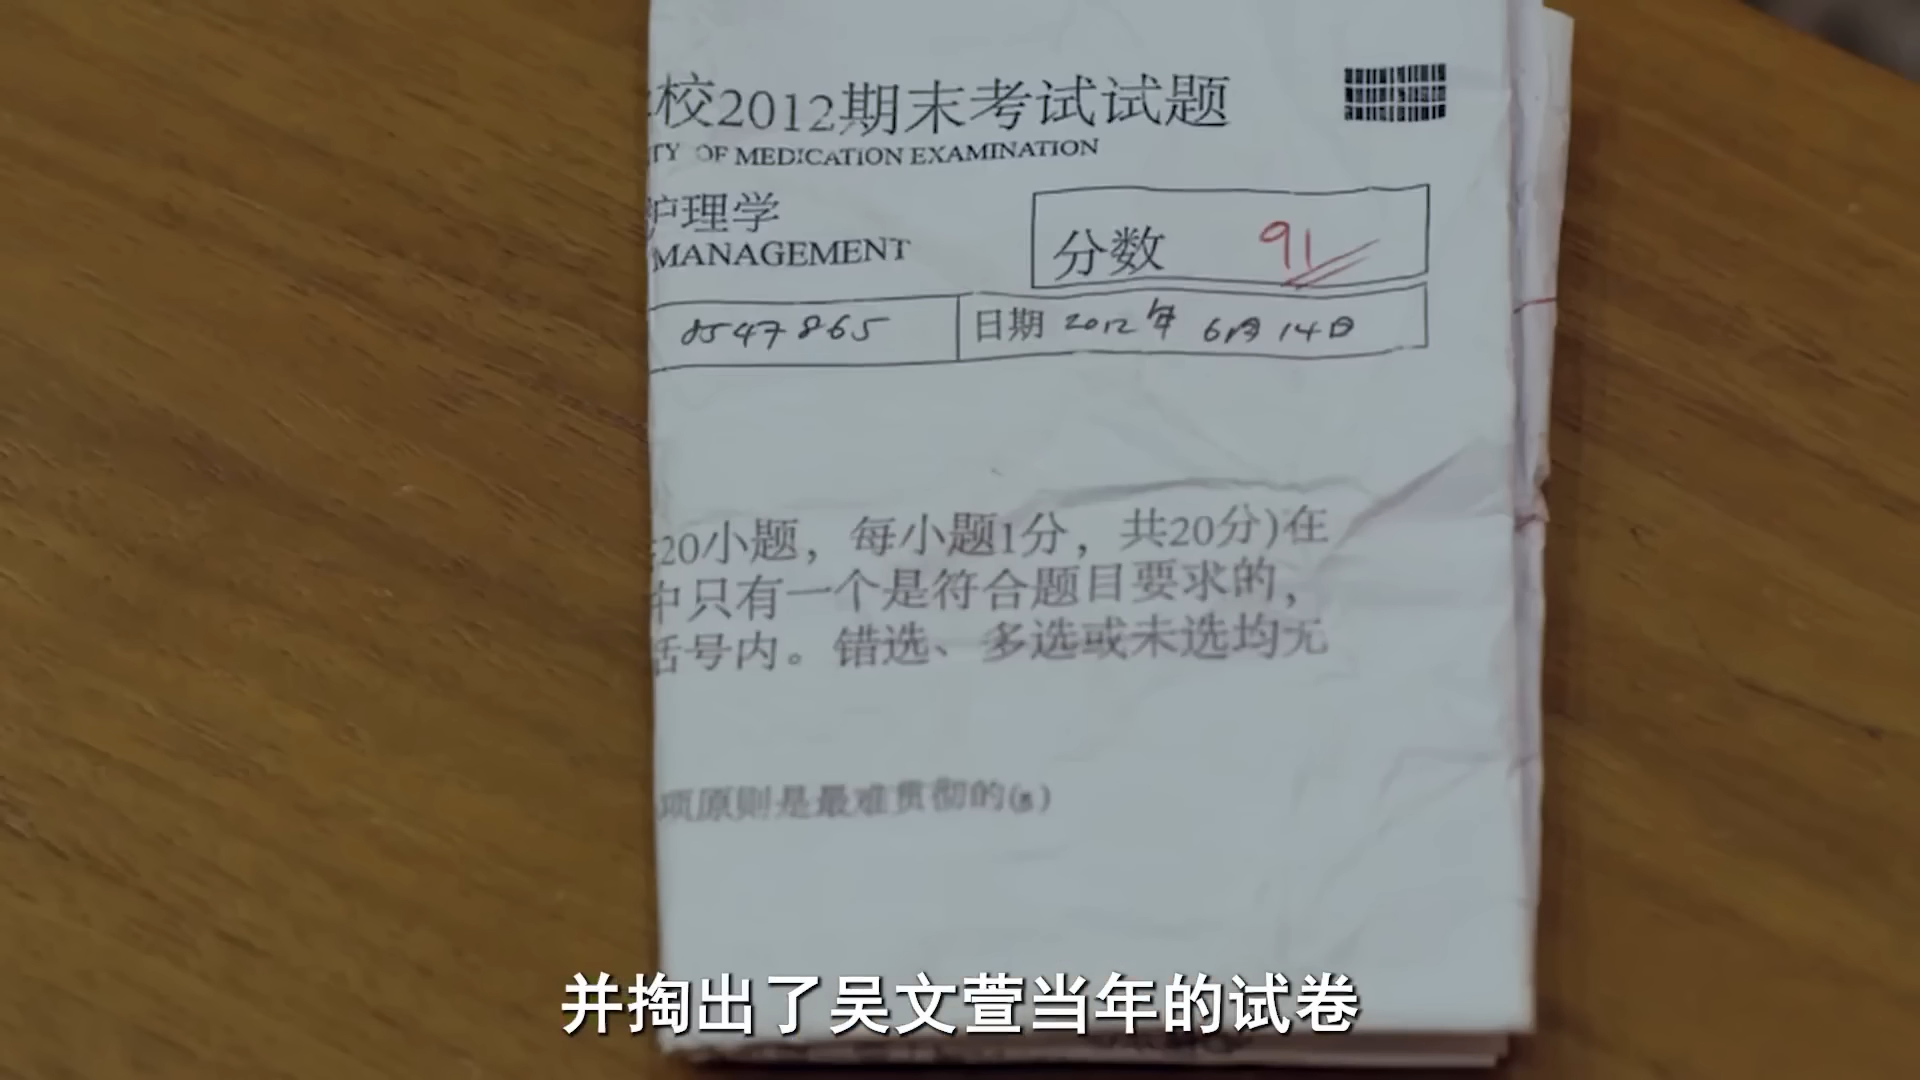 校2012期末考试试题
TY OF MEDICATION EXAMINATION
护理学
MANAGEMENT
分数 91
8547865
日期 2012年 6月14日
20小题，每小题1分，共20分)在
中只有一个是符合题目要求的，
括号内。错选、多选或未选均无
项原则是最难贯彻的( )
并掏出了吴文萱当年的试卷